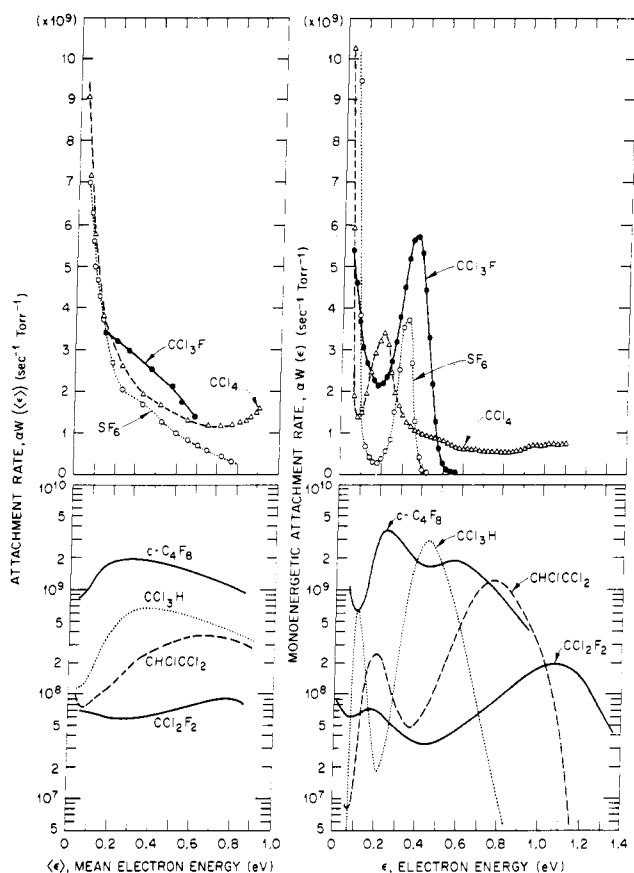 (x10⁹)
10
9
8
7
6
5
4
3
2
1
0
CCl₃F
CCl₄
SF₆
ATTACHMENT RATE, αW (⟨ε⟩) (sec⁻¹ Torr⁻¹)
10¹⁰
5
2
10⁹
5
2
10⁸
5
2
10⁷
5
c-C₄F₈
CCl₃H
CHClCCl₂
CCl₂F₂
0 0.2 0.4 0.6 0.8 1.0
⟨ε⟩, MEAN ELECTRON ENERGY (eV)
(x10⁹)
10
9
8
7
6
5
4
3
2
1
0
CCl₃F
SF₆
CCl₄
MONOENERGETIC ATTACHMENT RATE, αW (ε) (sec⁻¹ Torr⁻¹)
10¹⁰
5
2
10⁹
5
2
10⁸
5
2
10⁷
5
c-C₄F₈
CCl₃H
CHClCCl₂
CCl₂F₂
0 0.2 0.4 0.6 0.8 1.0 1.2 1.4
ε, ELECTRON ENERGY (eV)